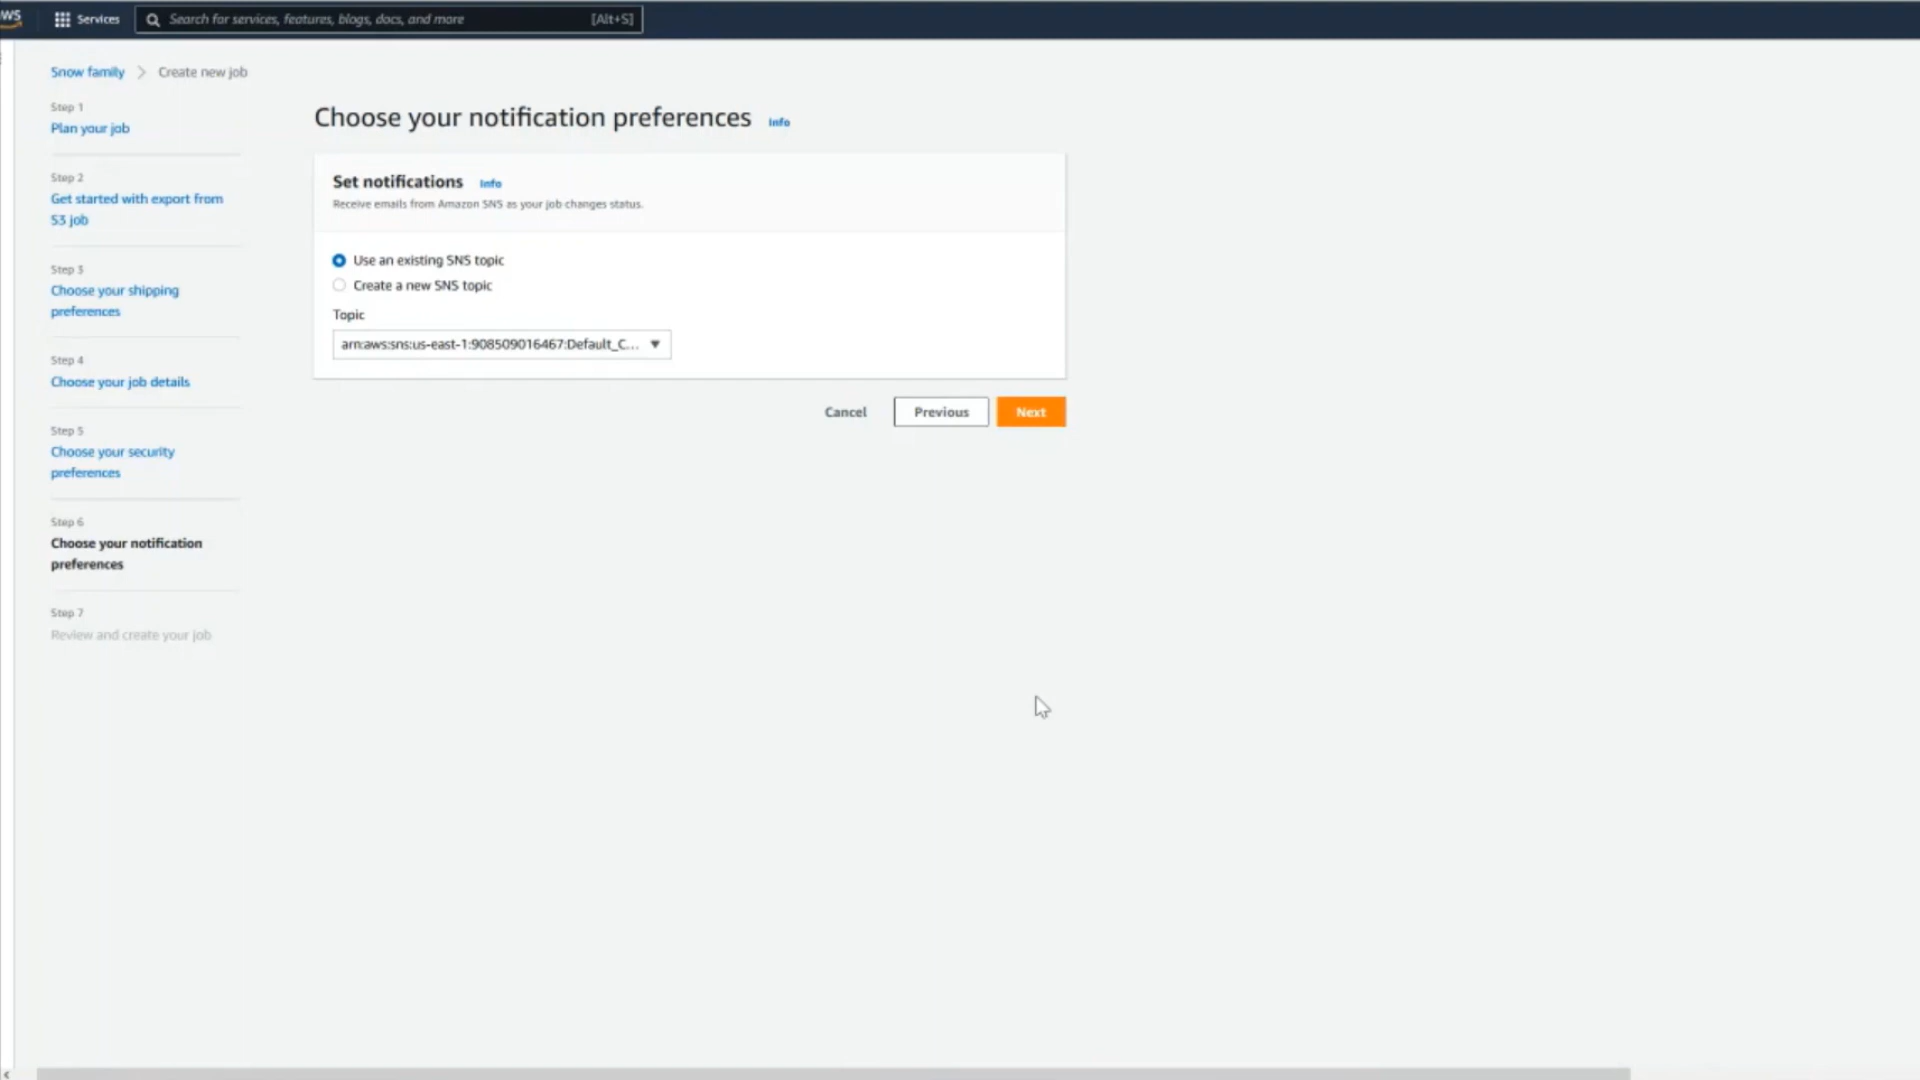 aws
Services
Search for services, features, blogs, docs, and more
[Alt+S]
Snow family
Create new job
Step 1
Plan your job
Step 2
Get started with export from
S3 job
Step 3
Choose your shipping
preferences
Step 4
Choose your job details
Step 5
Choose your security
preferences
Step 6
Choose your notification
preferences
Step 7
Review and create your job
Choose your notification preferences Info
Set notifications Info
Receive emails from Amazon SNS as your job changes status.
Use an existing SNS topic
Create a new SNS topic
Topic
arn:aws:sns:us-east-1:908509016467:Default_C...
Cancel
Previous
Next